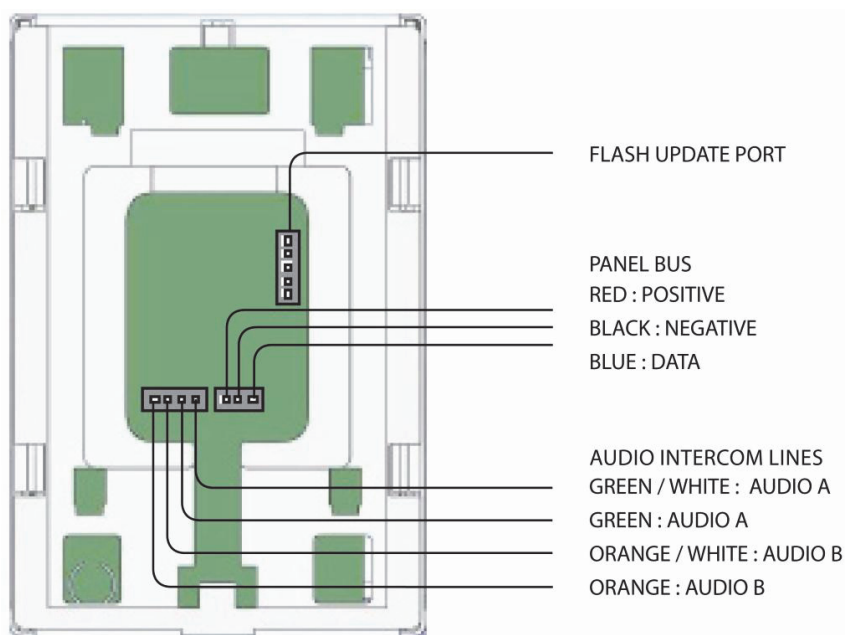 FLASH UPDATE PORT
PANEL BUS
RED : POSITIVE
BLACK : NEGATIVE
BLUE : DATA
AUDIO INTERCOM LINES
GREEN / WHITE : AUDIO A
GREEN : AUDIO A
ORANGE / WHITE : AUDIO B
ORANGE : AUDIO B